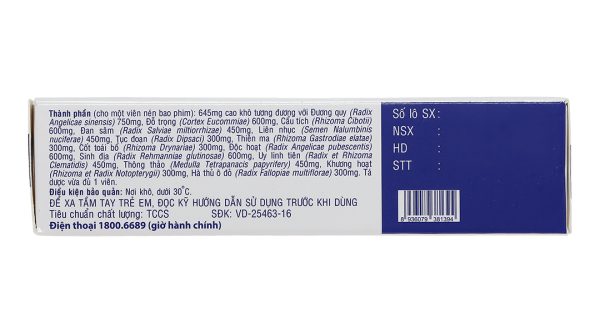 Thành phần (cho một viên nén bao phim): 645mg cao khô tương đương với Đương quy (Radix
Angelicae sinensis) 750mg, Đỗ trọng (Cortex Eucommiae) 600mg, Cẩu tích (Rhizoma Cibotii)
600mg, Đan sâm (Radix Salviae miltiorrhizae) 450mg, Liên nhục (Semen Nalumbinis
nuciferae) 450mg, Tục đoạn (Radix Dipsaci) 300mg, Thiên ma (Rhizoma Gastrodiae elatae)
300mg, Cốt toái bổ (Rhizoma Drynariae) 300mg, Độc hoạt (Radix Angelicae pubescentis)
600mg, Sinh địa (Radix Rehmanniae glutinosae) 600mg, Uy linh tiên (Radix et Rhizoma
Clematidis) 450mg, Thông thảo (Medulla Tetrapanacis papyriferi) 450mg, Khương hoạt
(Rhizoma et Radix Notopterygii) 300mg, Hà thủ ô đỏ (Radix Fallopiae multiflorae) 300mg. Tá
dược vừa đủ 1 viên.
Điều kiện bảo quản: Nơi khô, dưới 30°C.
ĐỂ XA TẦM TAY TRẺ EM, ĐỌC KỸ HƯỚNG DẪN SỬ DỤNG TRƯỚC KHI DÙNG
Tiêu chuẩn chất lượng: TCCS SĐK: VD-25463-16
Điện thoại 1800.6689 (giờ hành chính)
Số lô SX :
NSX :
HD :
STT :
8 936079 381394